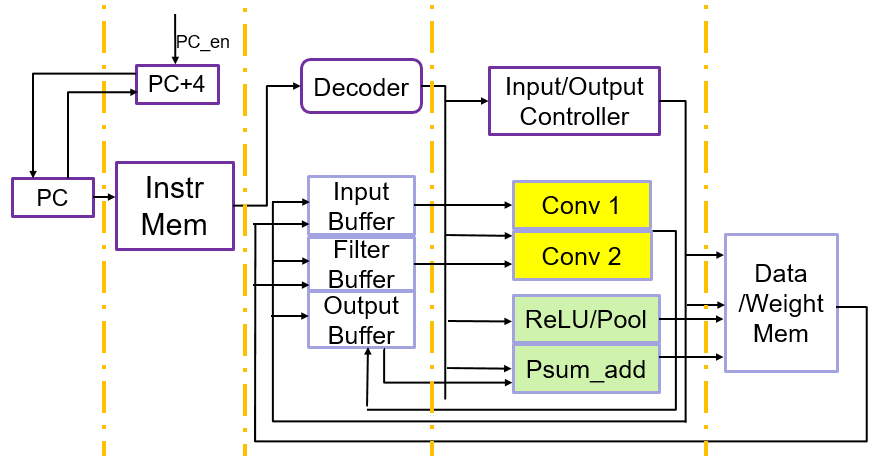 PC_en
PC+4
Decoder
Input/Output
Controller
PC
Instr
Mem
Input
Buffer
Filter
Buffer
Output
Buffer
Conv 1
Conv 2
ReLU/Pool
Psum_add
Data
/Weight
Mem